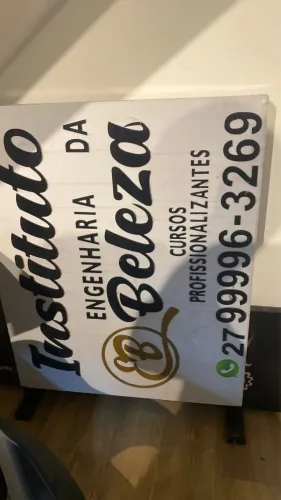 Instituto
ENGENHARIA DA
Beleza
CURSOS
PROFISSIONALIZANTES
27 99996-3269